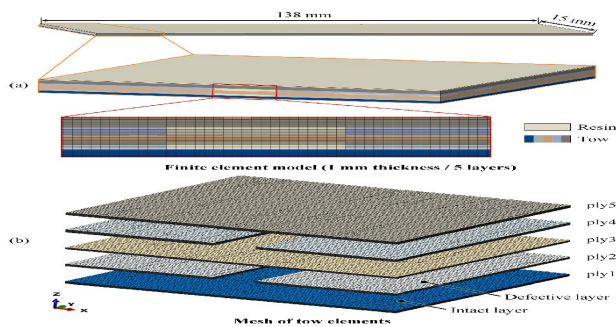 138 mm
15 mm
(a)
Resin
Tow
Finite element model (1 mm thickness / 5 layers)
(b)
ply5
ply4
ply3
ply2
ply1
Defective layer
Intact layer
Z
Y
X
Mesh of tow elements